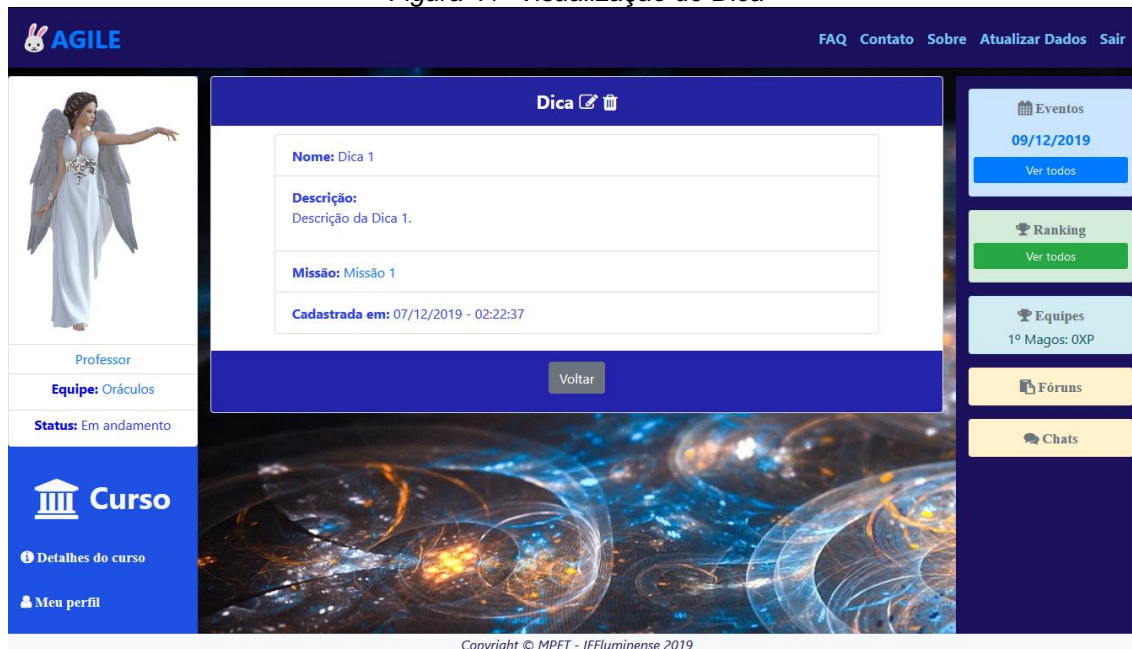 Visualização de Dica
AGILE
FAQ Contato Sobre Atualizar Dados Sair
Professor
Equipe: Oráculos
Status: Em andamento
Curso
Detalhes do curso
Meu perfil
Dica
Nome: Dica 1
Descrição:
Descrição da Dica 1.
Missão: Missão 1
Cadastrada em: 07/12/2019 - 02:22:37
Voltar
Eventos
09/12/2019
Ver todos
Ranking
Ver todos
Equipes
1º Magos: 0XP
Fóruns
Chats
Copyright © MPET - IFFluminense 2019